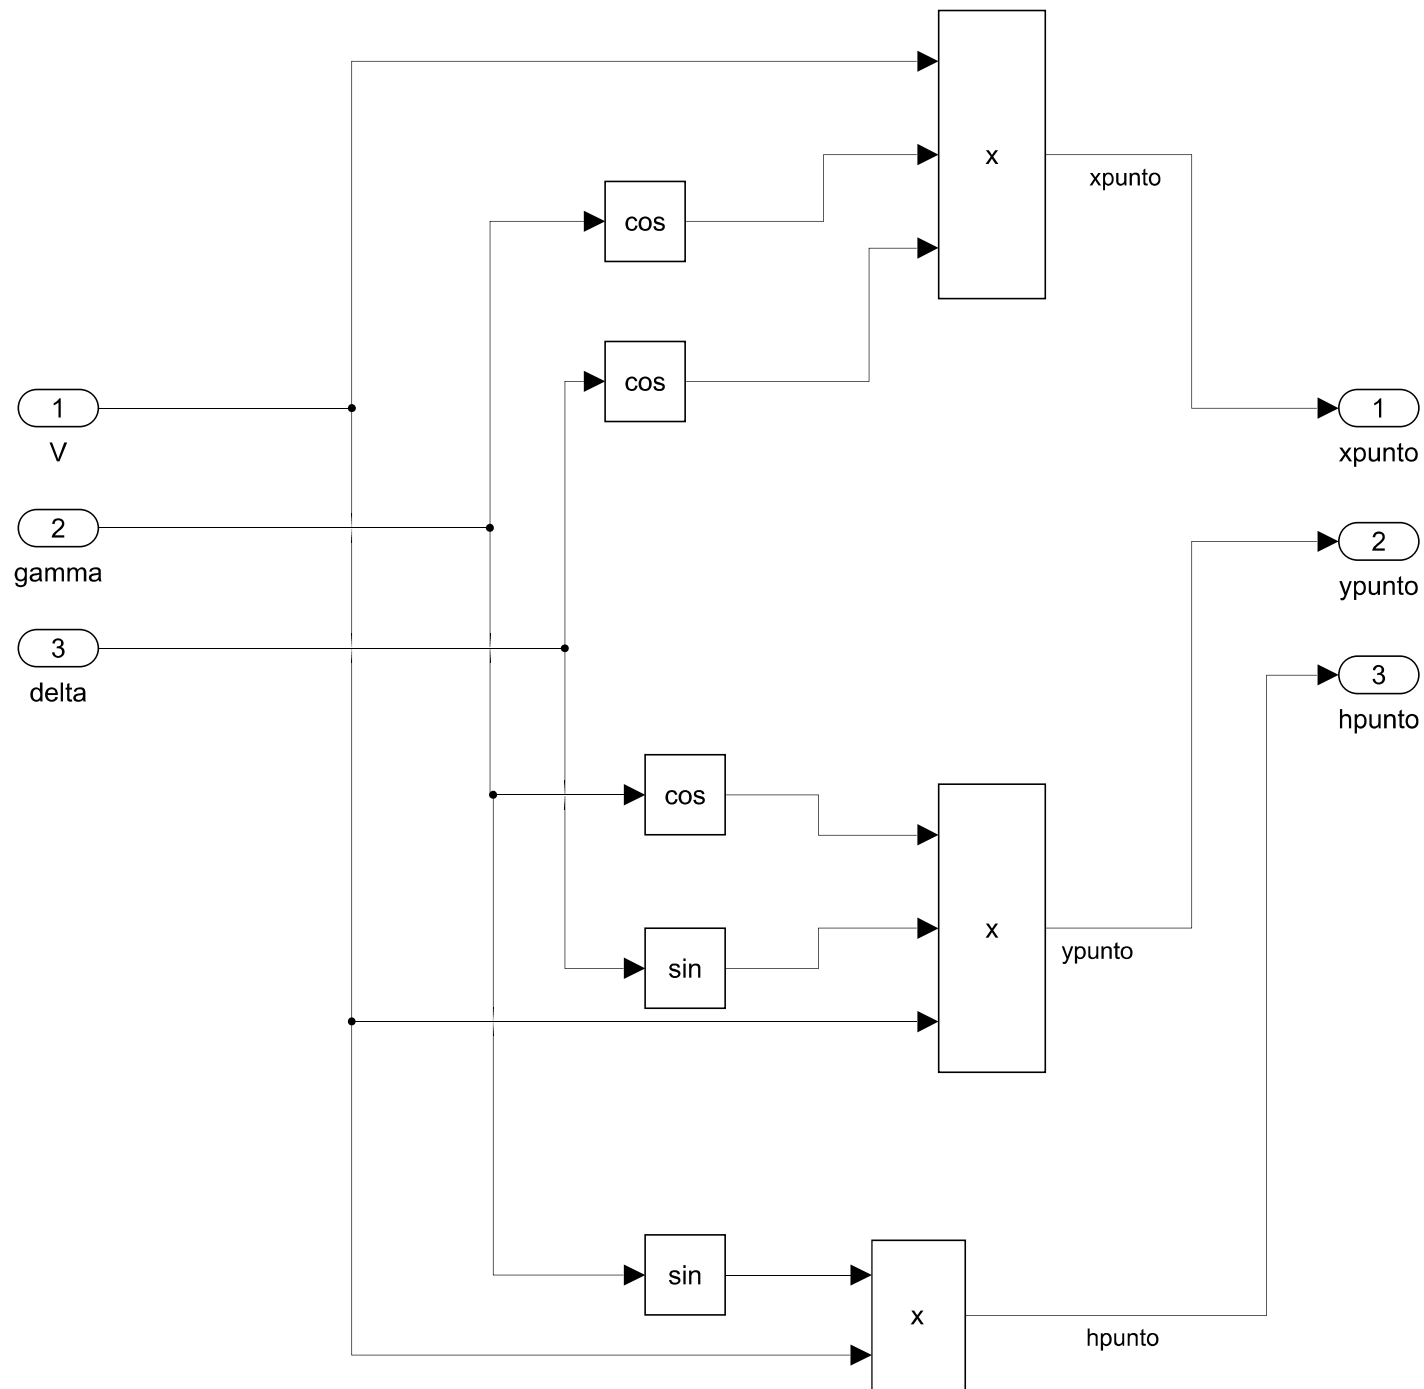 x
xpunto
cos
cos
1
V
1
xpunto
2
gamma
2
ypunto
3
delta
3
hpunto
cos
x
ypunto
sin
sin
x
hpunto